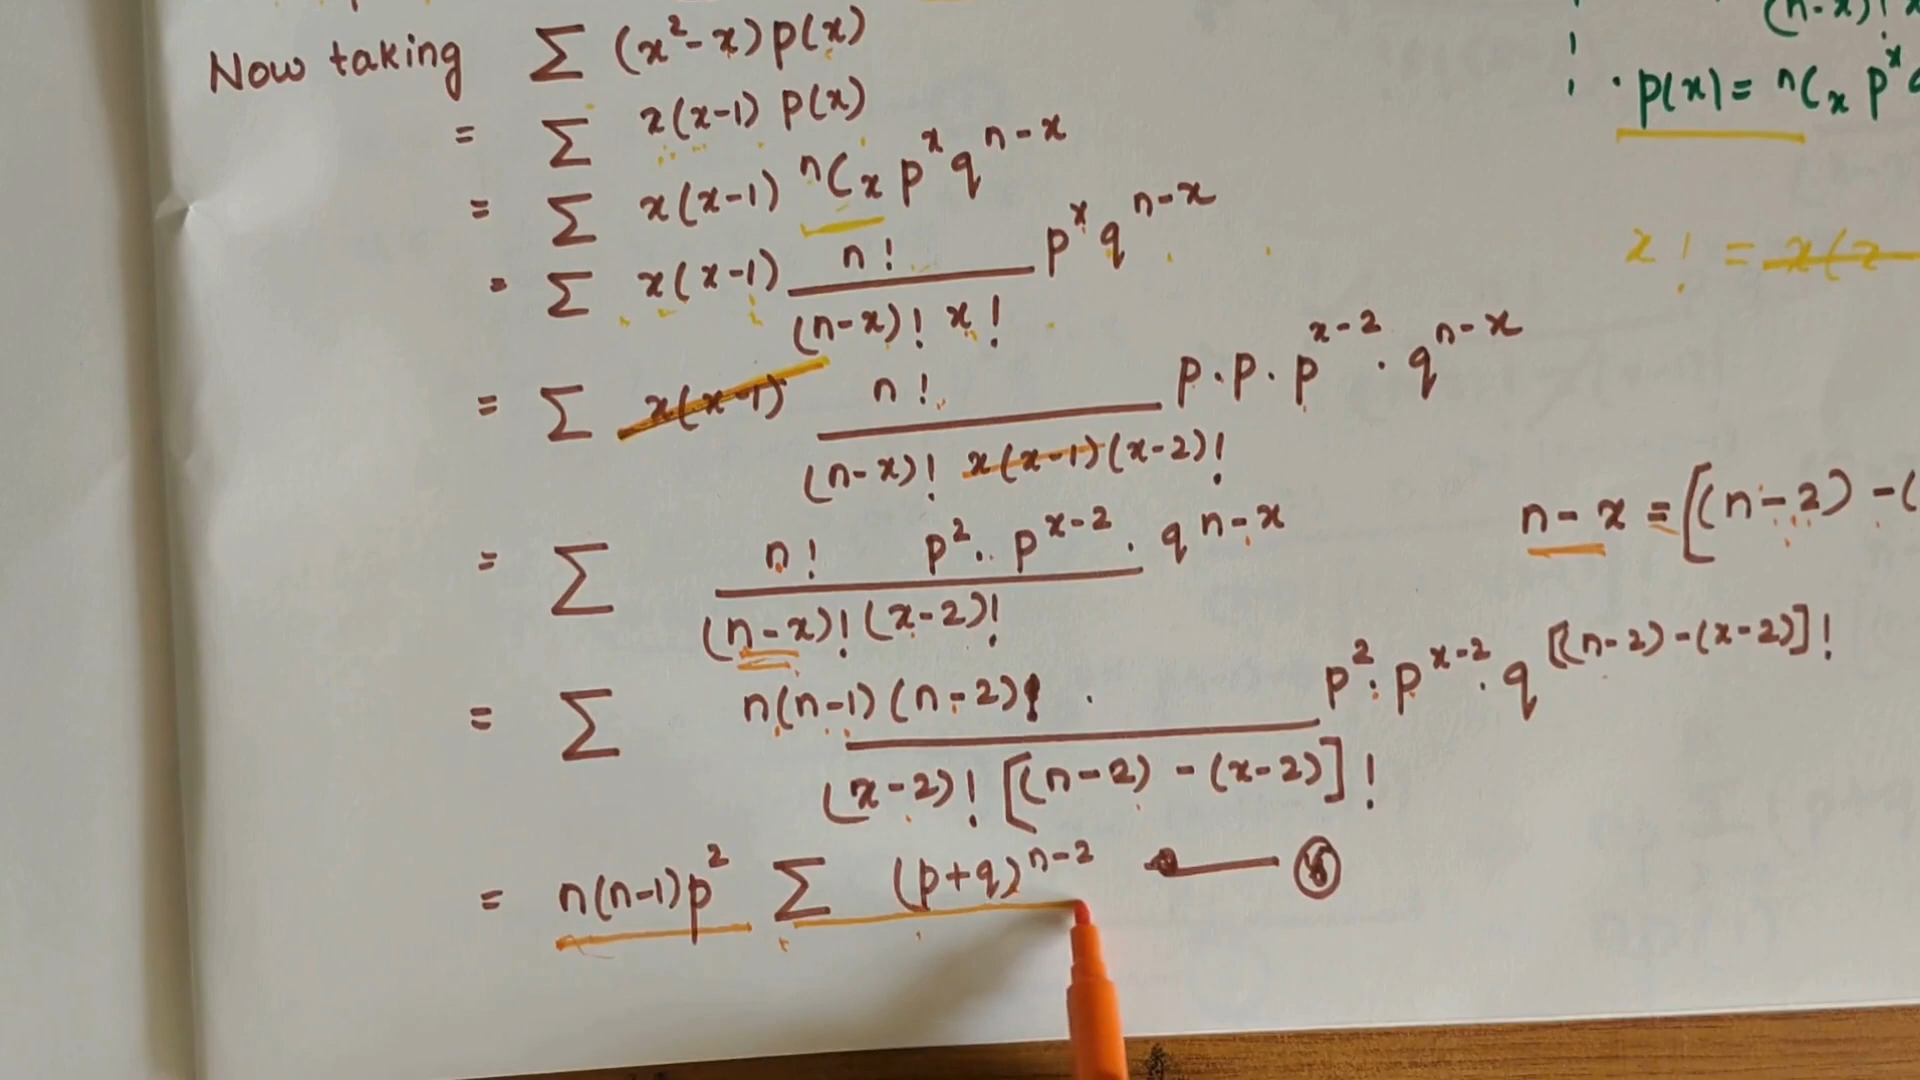 Now taking Σ (x²-x) p(x)
= Σ x(x-1) p(x)
= Σ x(x-1) ⁿCₓ pˣ qⁿ⁻ˣ
= Σ x(x-1) n! / (n-x)! x! pˣ qⁿ⁻ˣ
= Σ x(x-1) n! / (n-x)! x(x-1)(x-2)! p.p.pˣ⁻².qⁿ⁻ˣ
= Σ n! p².pˣ⁻².qⁿ⁻ˣ / (n-x)!(x-2)!
= Σ n(n-1)(n-2)! . / (x-2)! [(n-2)-(x-2)]! p².pˣ⁻².q^[(n-2)-(x-2)]!
= n(n-1)p² Σ (p+q)ⁿ⁻²
(n-x)!
p(x) = ⁿCₓ pˣ
x! = x(x
n-x = [(n-2)-(